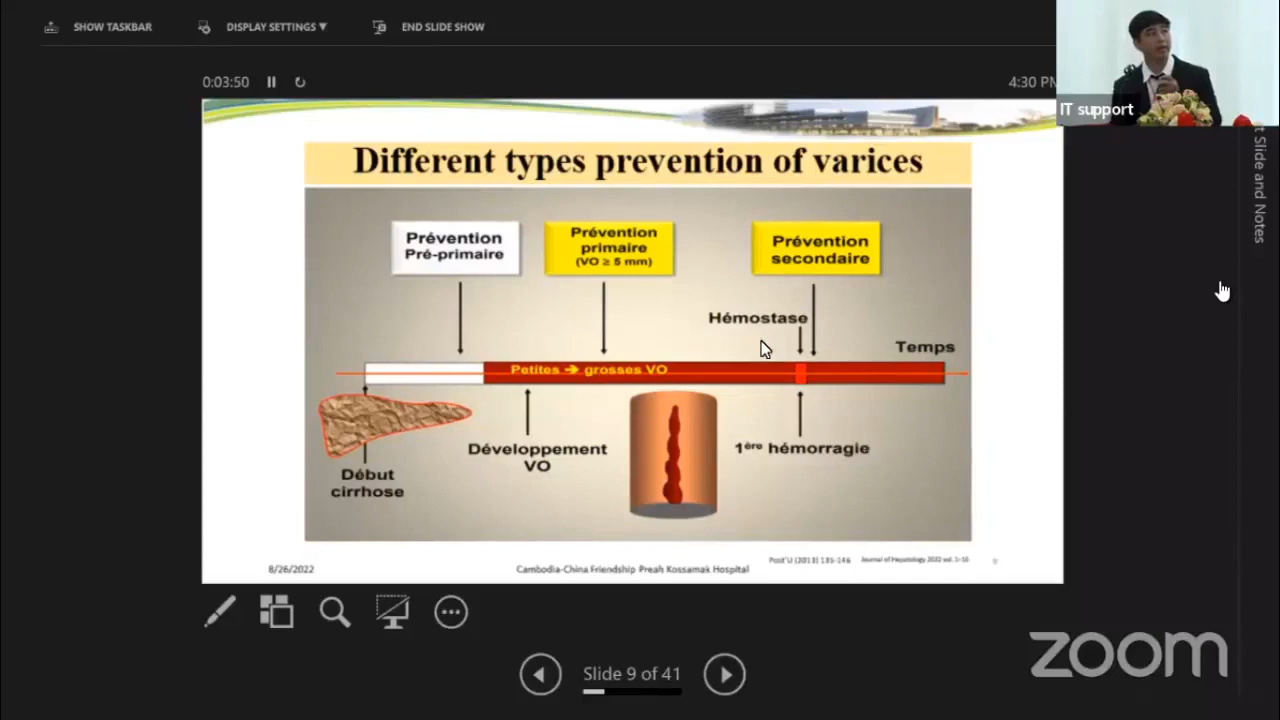 SHOW TASKBAR
DISPLAY SETTINGS ▼
END SLIDE SHOW
0:03:50
4:30 PM
IT support
t Slide and Notes
Different types prevention of varices
Prévention
Pré-primaire
Prévention
primaire
(VO ≥ 5 mm)
Prévention
secondaire
Hémostase
Temps
Petites → grosses VO
Développement
VO
1ère hémorragie
Début
cirrhose
8/26/2022
Cambodia-China Friendship Preah Kossamak Hospital
Post'U (2013) 135-146
Journal of Hepatology 2022 vol.
9
Slide 9 of 41
zoom